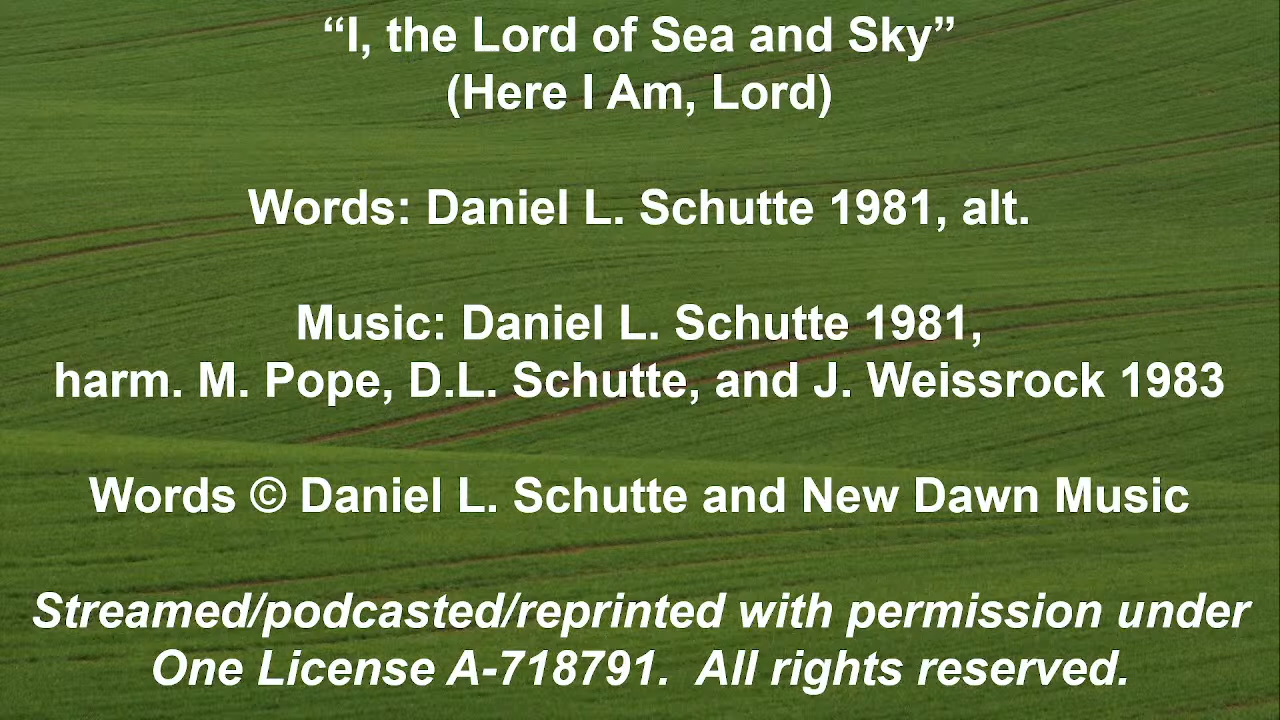 “I, the Lord of Sea and Sky”
(Here I Am, Lord)
Words: Daniel L. Schutte 1981, alt.
Music: Daniel L. Schutte 1981,
harm. M. Pope, D.L. Schutte, and J. Weissrock 1983
Words © Daniel L. Schutte and New Dawn Music
Streamed/podcasted/reprinted with permission under
One License A-718791.  All rights reserved.